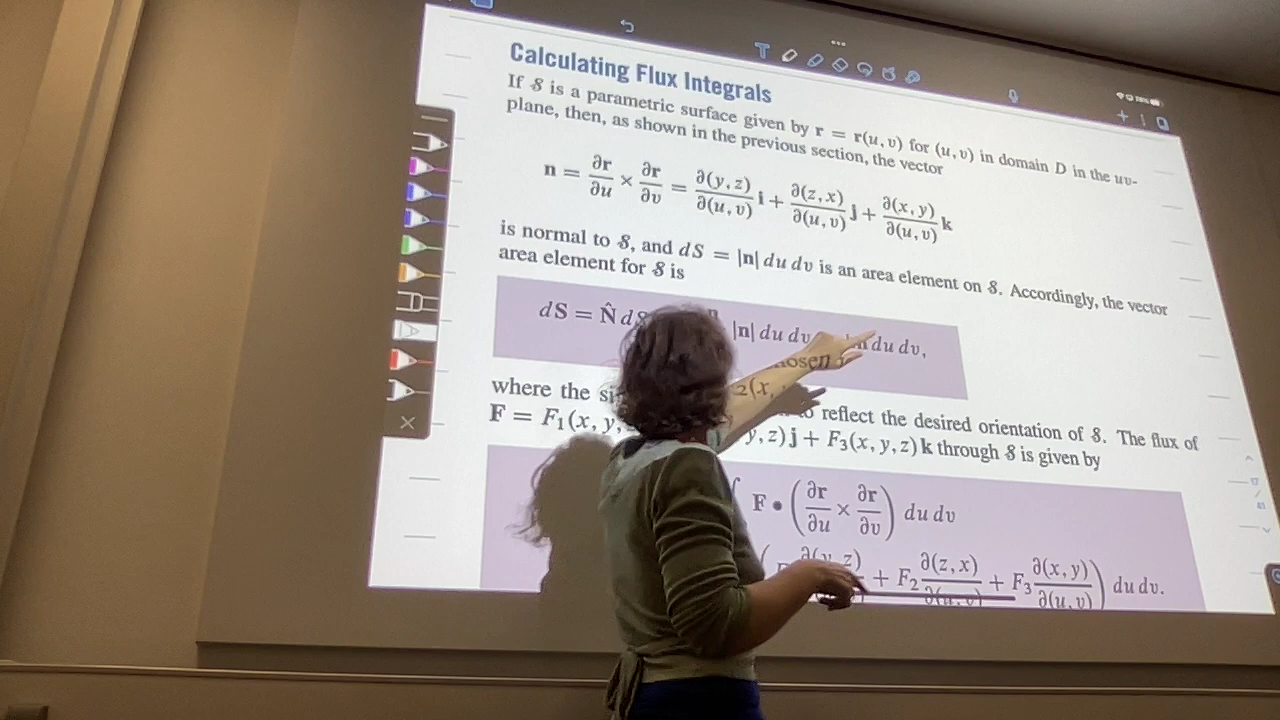 Calculating Flux Integrals
If 𝒮 is a parametric surface given by r = r(u, v) for (u, v) in domain D in the uv-
plane, then, as shown in the previous section, the vector
n = ∂r/∂u × ∂r/∂v = ∂(y, z)/∂(u, v) i + ∂(z, x)/∂(u, v) j + ∂(x, y)/∂(u, v) k
is normal to 𝒮, and dS = |n| du dv is an area element on 𝒮. Accordingly, the vector
area element for 𝒮 is
dS = N̂ |n| du dv du dv,
where the reflect the desired orientation of 𝒮. The flux of
F = F₁(x, y, y, z) j + F₃(x, y, z) k through 𝒮 is given by
F • (∂r/∂u × ∂r/∂v) du dv
+ F₂ ∂(z, x)/∂(u, v) + F₃ ∂(x, y)/∂(u, v)) du dv.